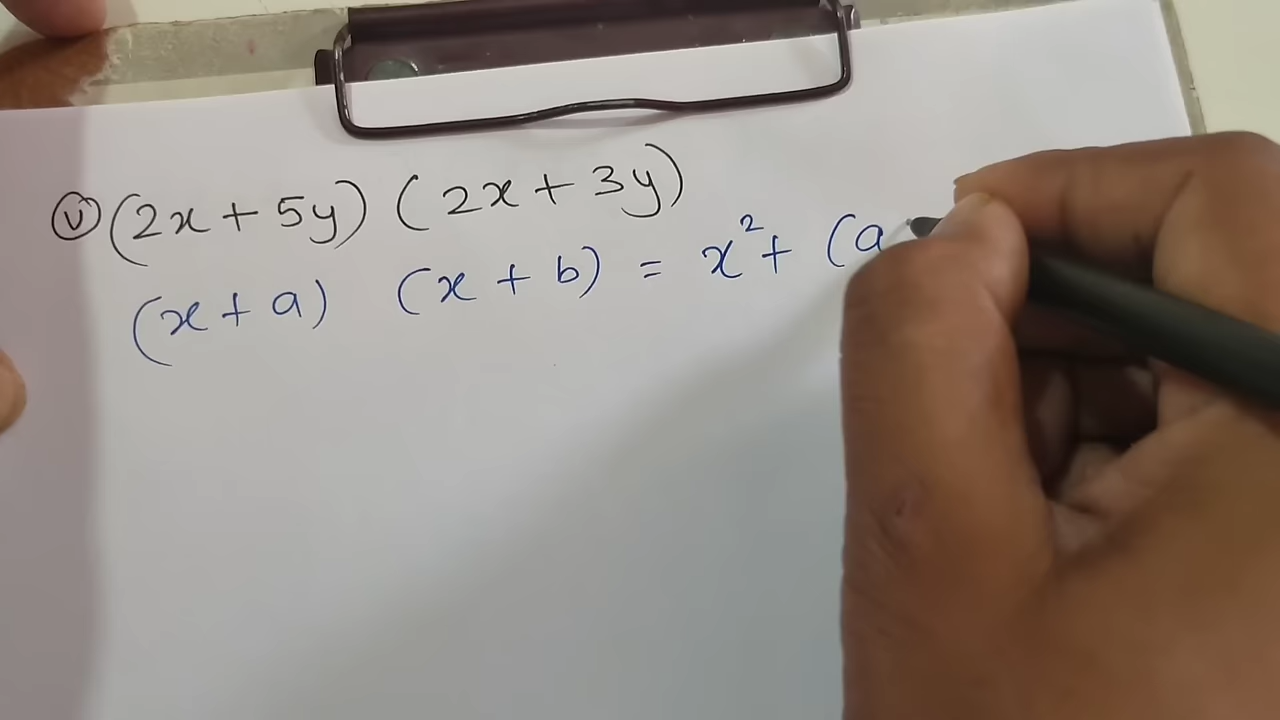 (v) (2x + 5y) (2x + 3y)
(x + a) (x + b) = x² + (a